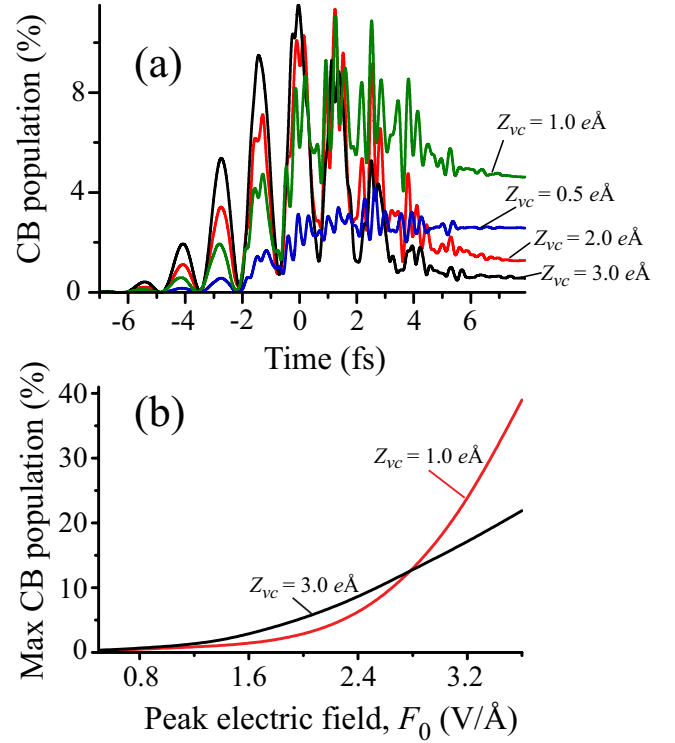 (a)
CB population (%)
8
4
0
Z_vc = 1.0 eÅ
Z_vc = 0.5 eÅ
Z_vc = 2.0 eÅ
Z_vc = 3.0 eÅ
-6 -4 -2 0 2 4 6
Time (fs)
(b)
Max CB population (%)
40
30
20
10
0
Z_vc = 1.0 eÅ
Z_vc = 3.0 eÅ
0.8 1.6 2.4 3.2
Peak electric field, F_0 (V/Å)